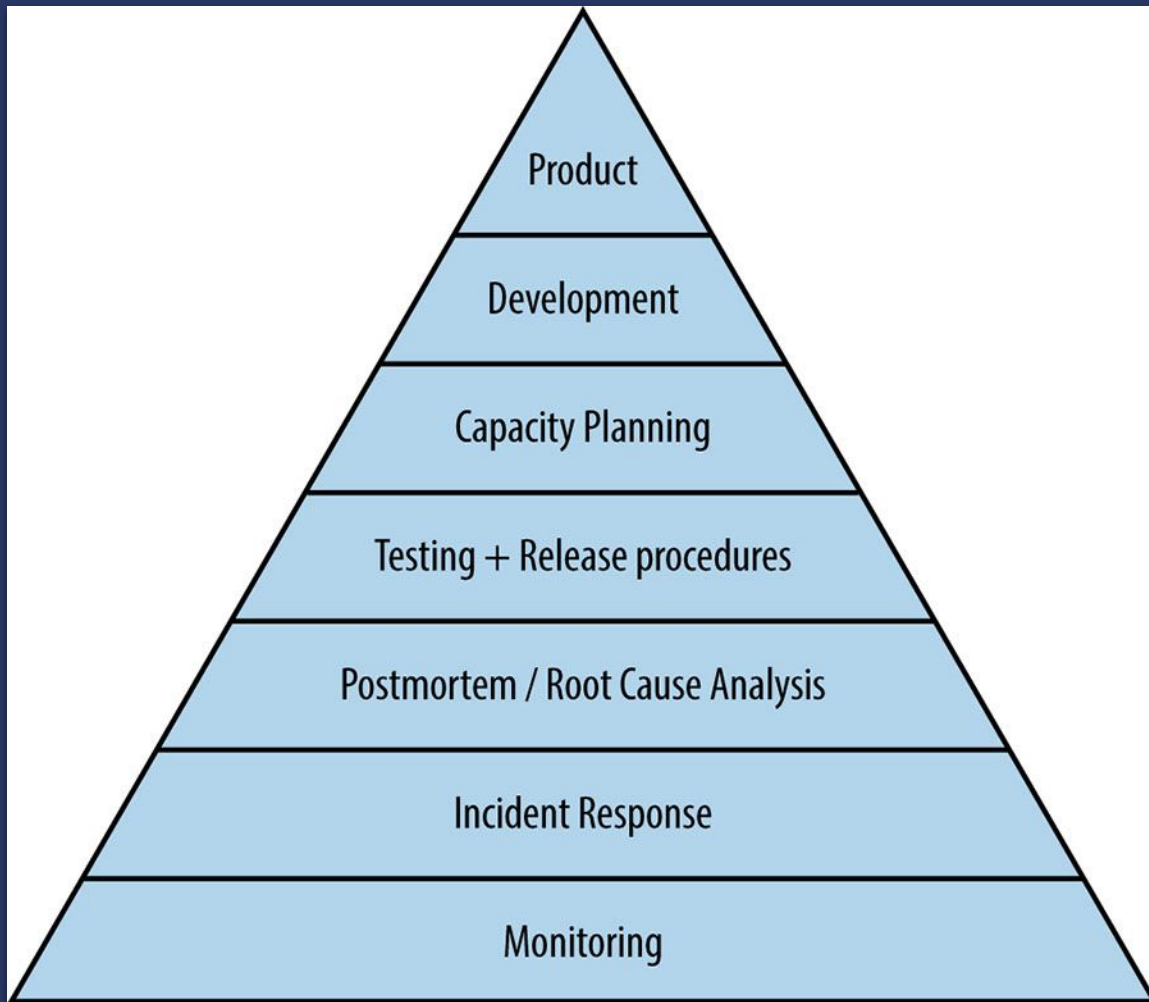 Product
Development
Capacity Planning
Testing + Release procedures
Postmortem / Root Cause Analysis
Incident Response
Monitoring